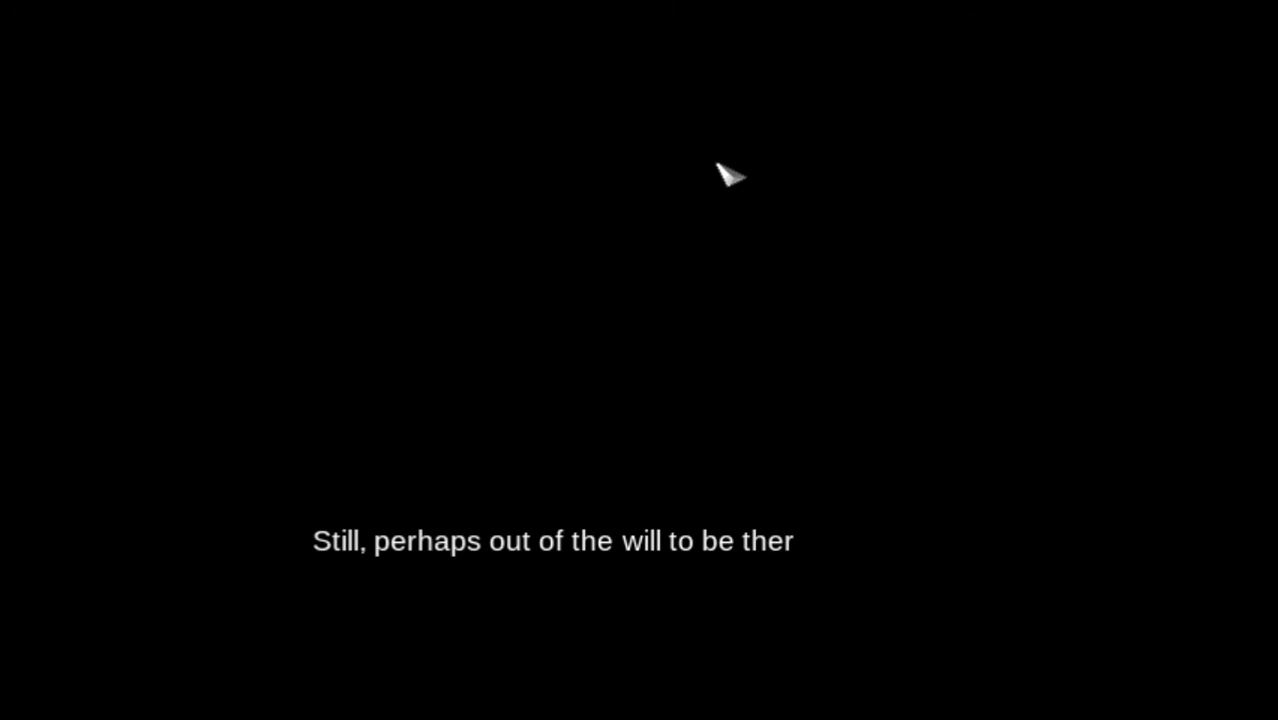 Still, perhaps out of the will to be ther